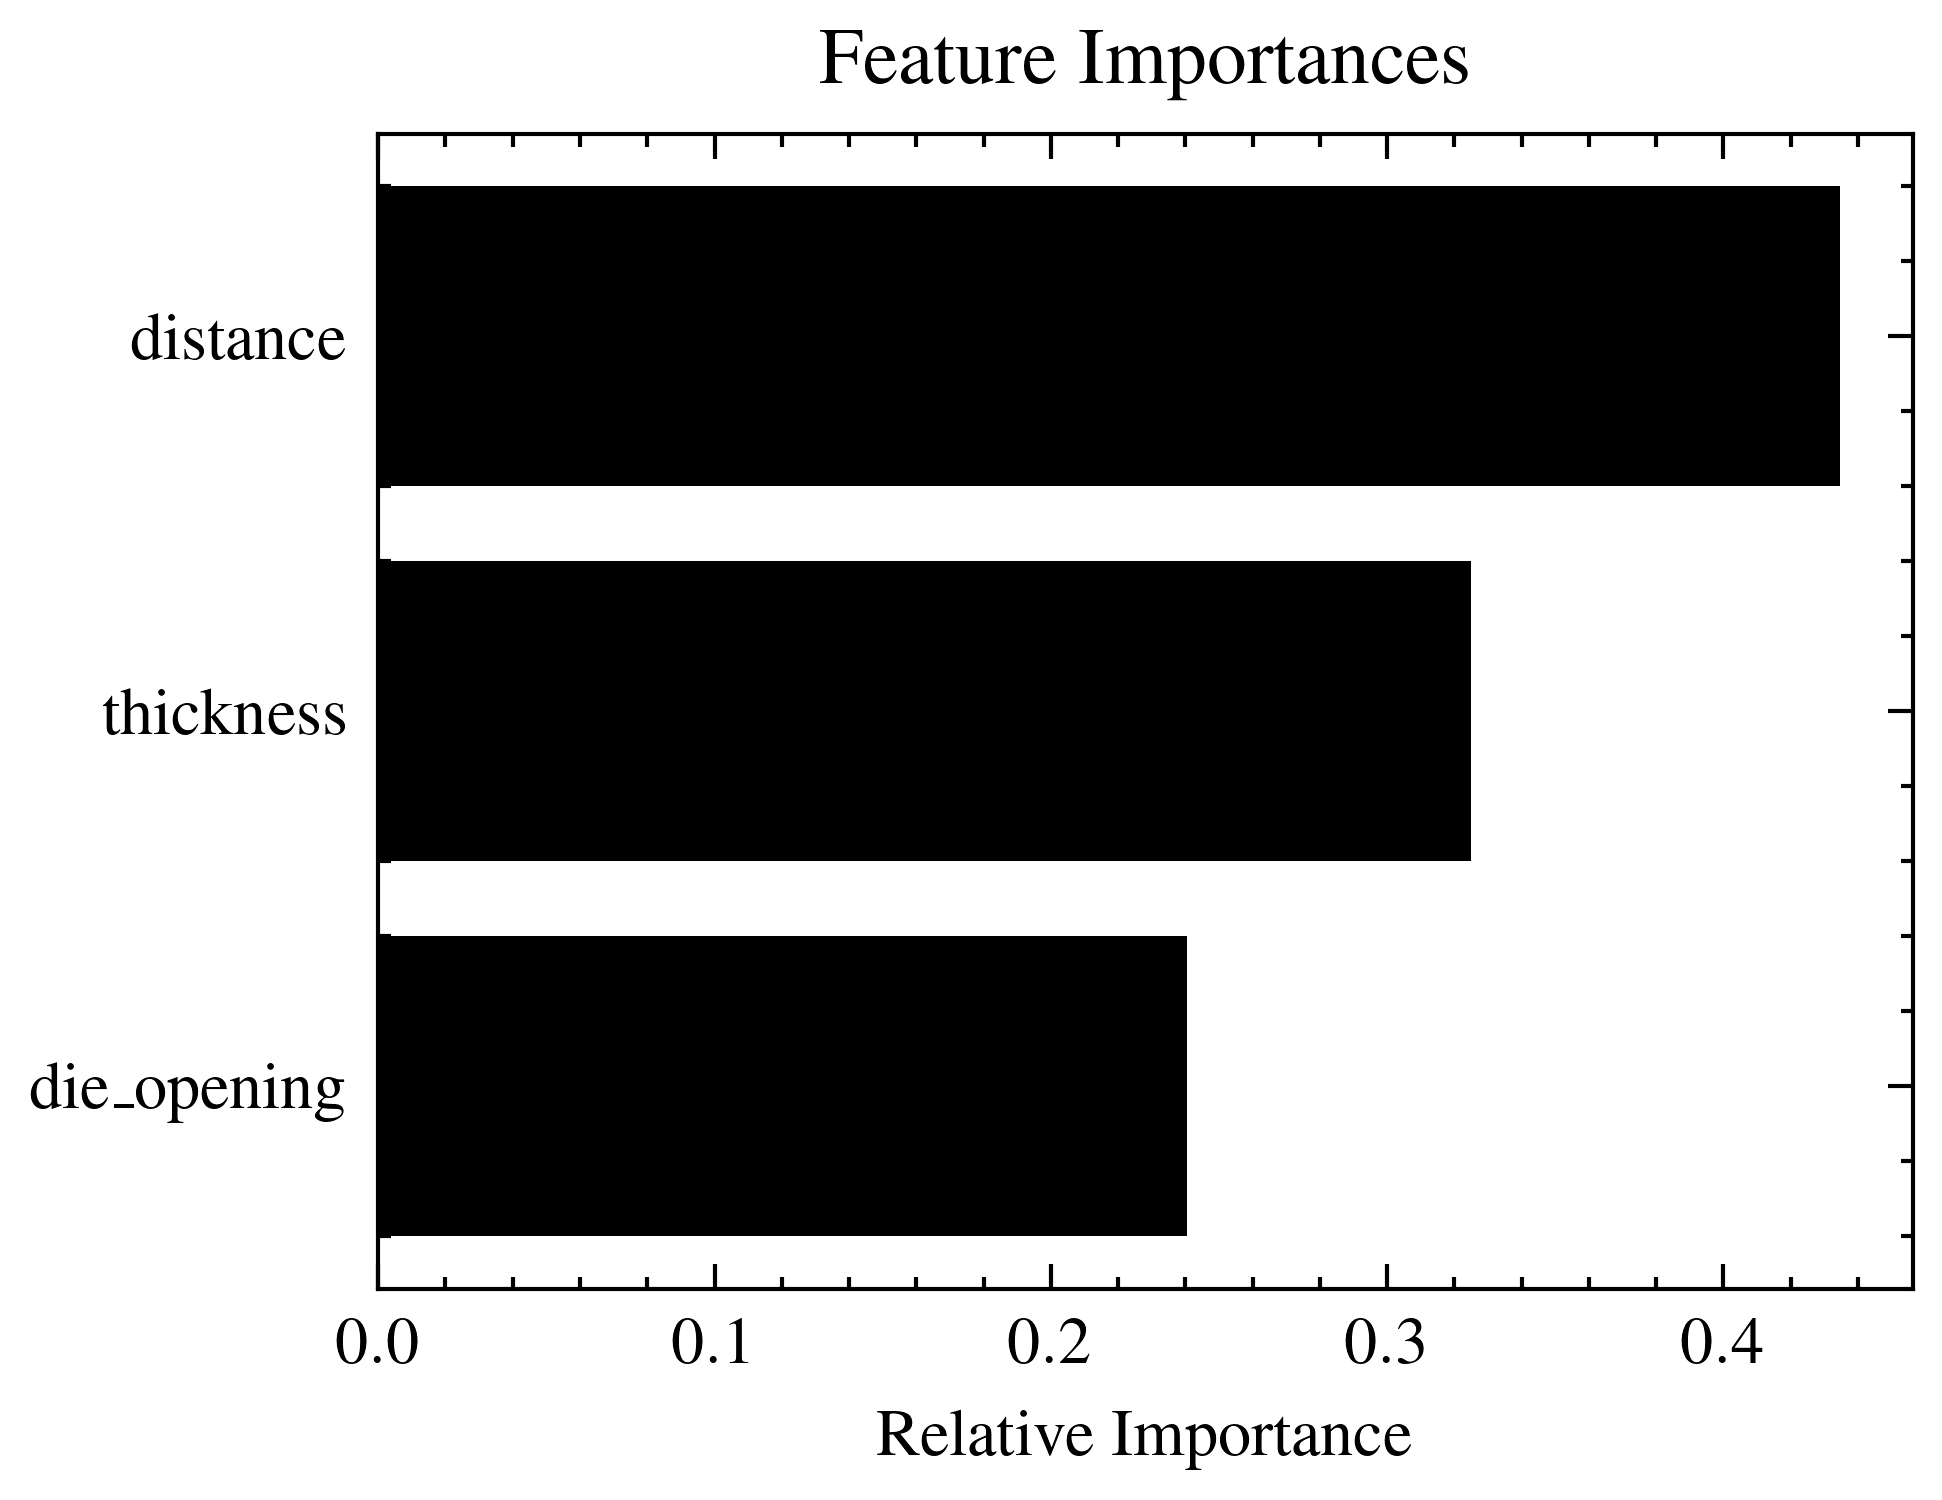 Feature Importances
distance
thickness
die_opening
0.0 0.1 0.2 0.3 0.4
Relative Importance